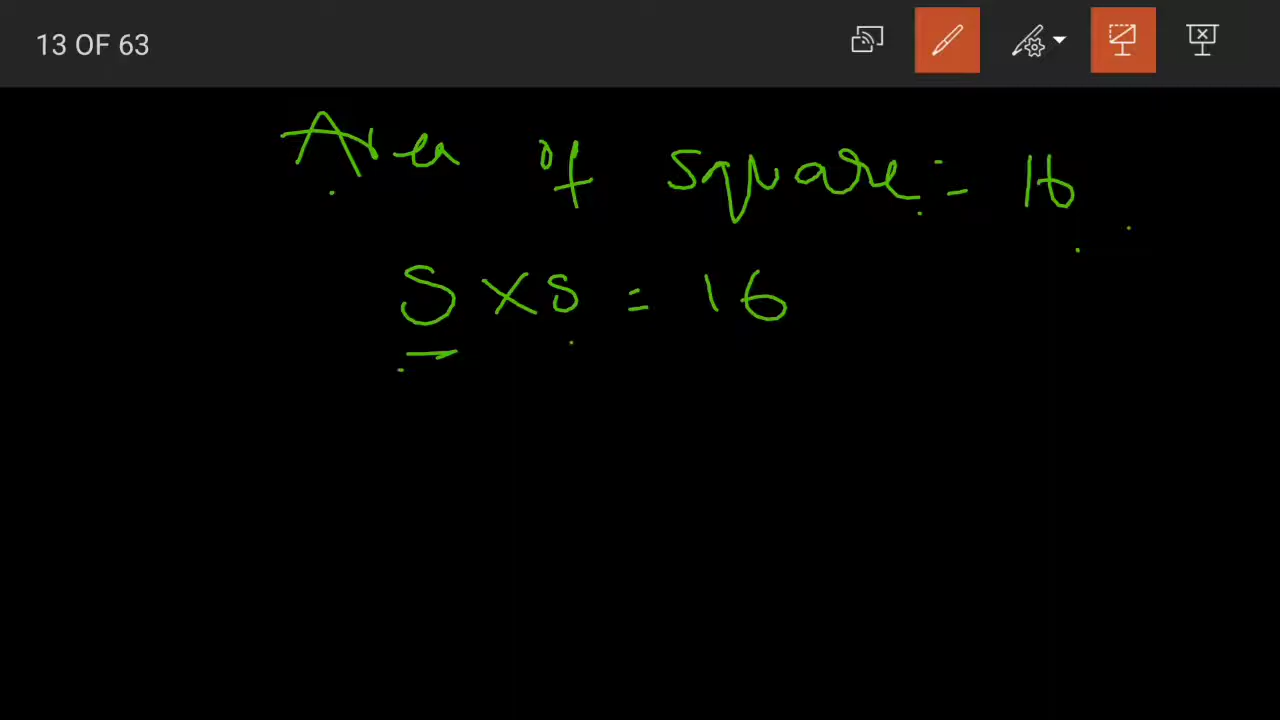 13 OF 63
Area of square = 16
S × S = 16